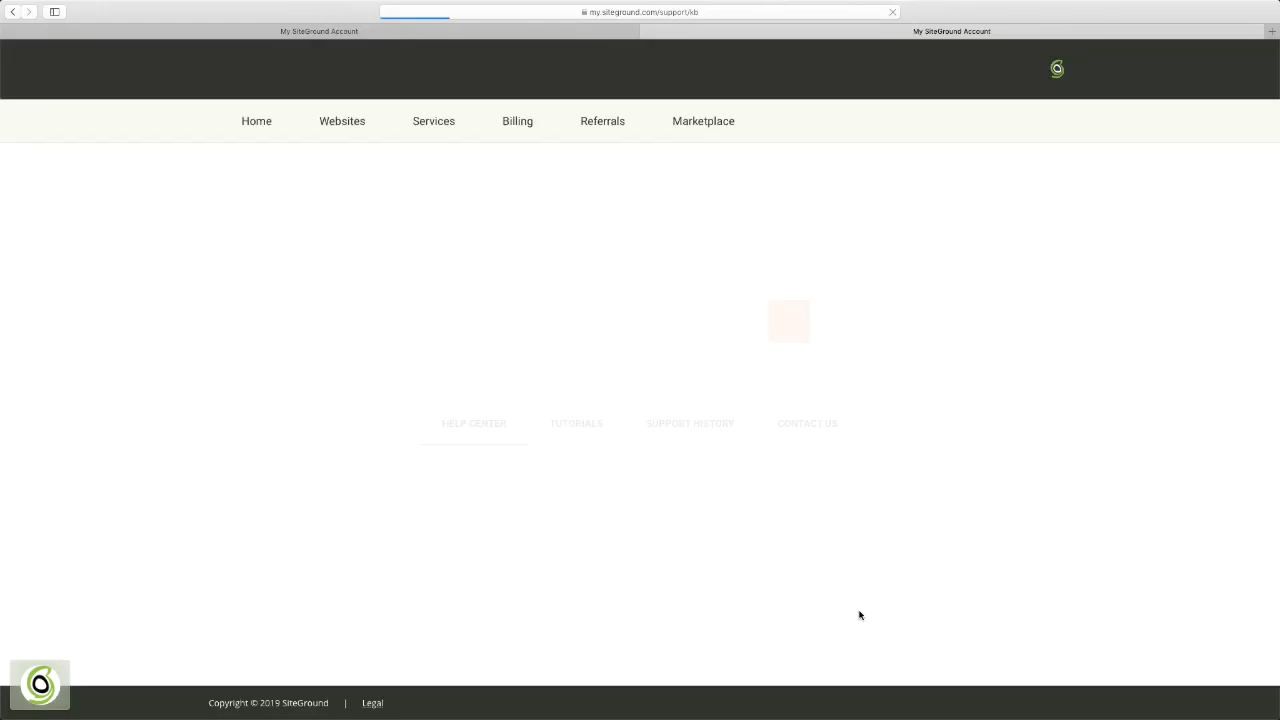 my.siteground.com/support/kb
My SiteGround Account
My SiteGround Account
Home Websites Services Billing Referrals Marketplace
HELP CENTER TUTORIALS SUPPORT HISTORY CONTACT US
Copyright © 2019 SiteGround | Legal